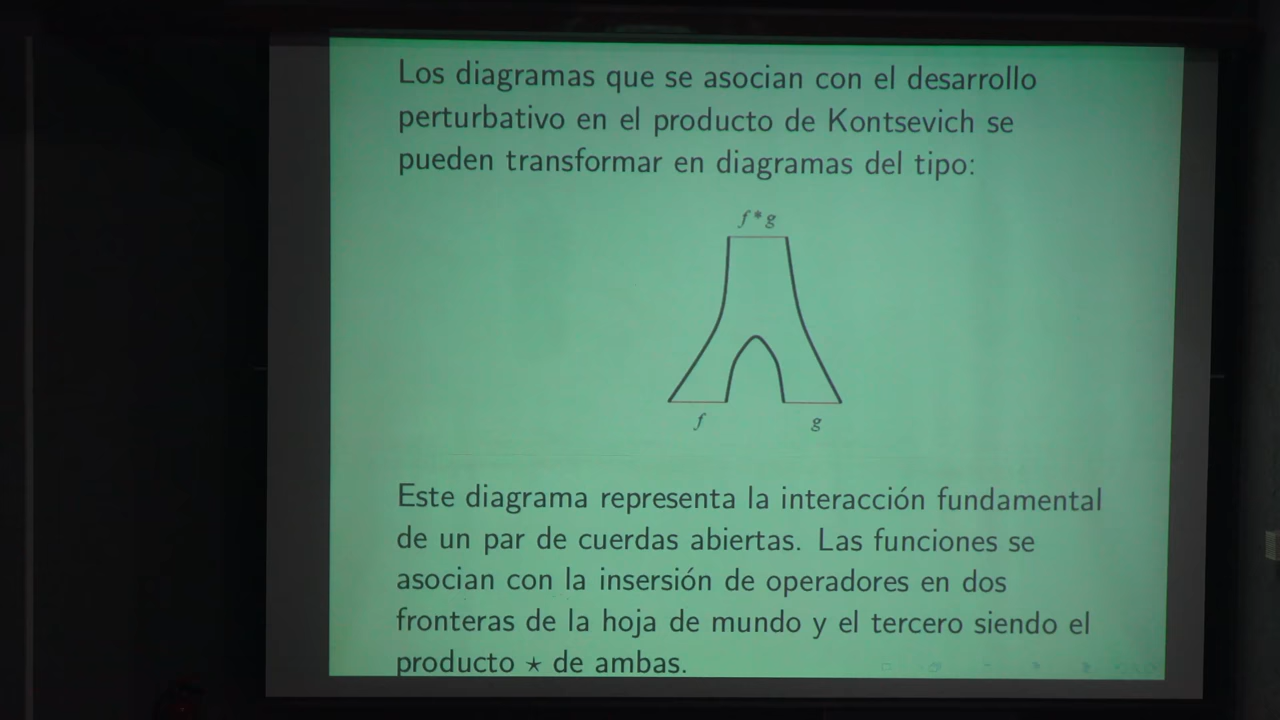 Los diagramas que se asocian con el desarrollo
perturbativo en el producto de Kontsevich se
pueden transformar en diagramas del tipo:
f*g
f g
Este diagrama representa la interacción fundamental
de un par de cuerdas abiertas. Las funciones se
asocian con la insersión de operadores en dos
fronteras de la hoja de mundo y el tercero siendo el
producto ⋆ de ambas.